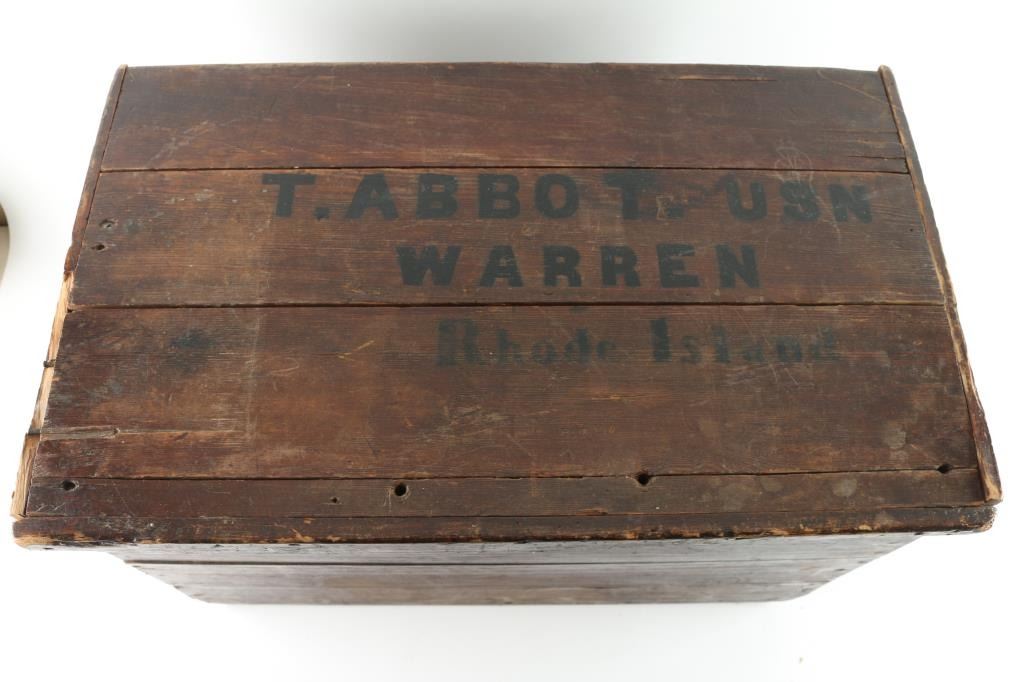 T. ABBOT. USN
WARREN
Rhode Island